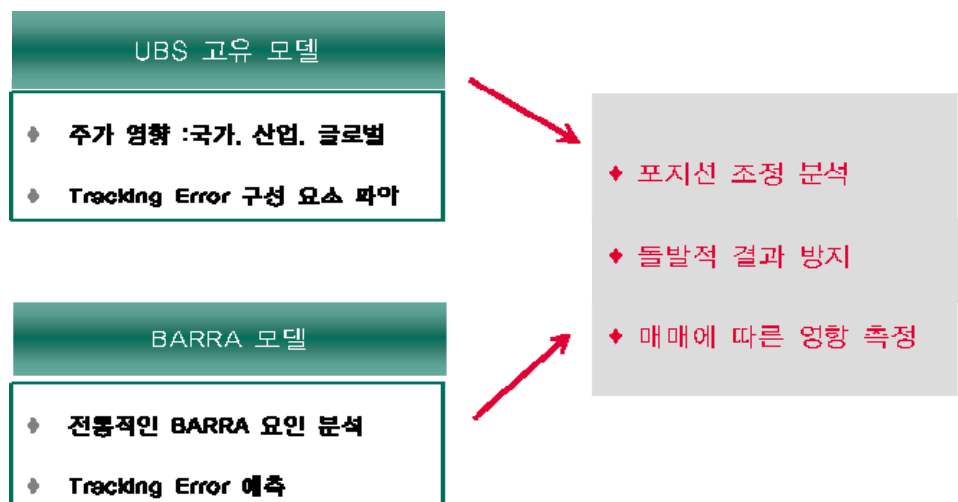 UBS 고유 모델
주가 영향 :국가, 산업, 글로벌
Tracking Error 구성 요소 파악
BARRA 모델
전통적인 BARRA 요인 분석
Tracking Error 예측
포지션 조정 분석
돌발적 결과 방지
매매에 따른 영향 측정